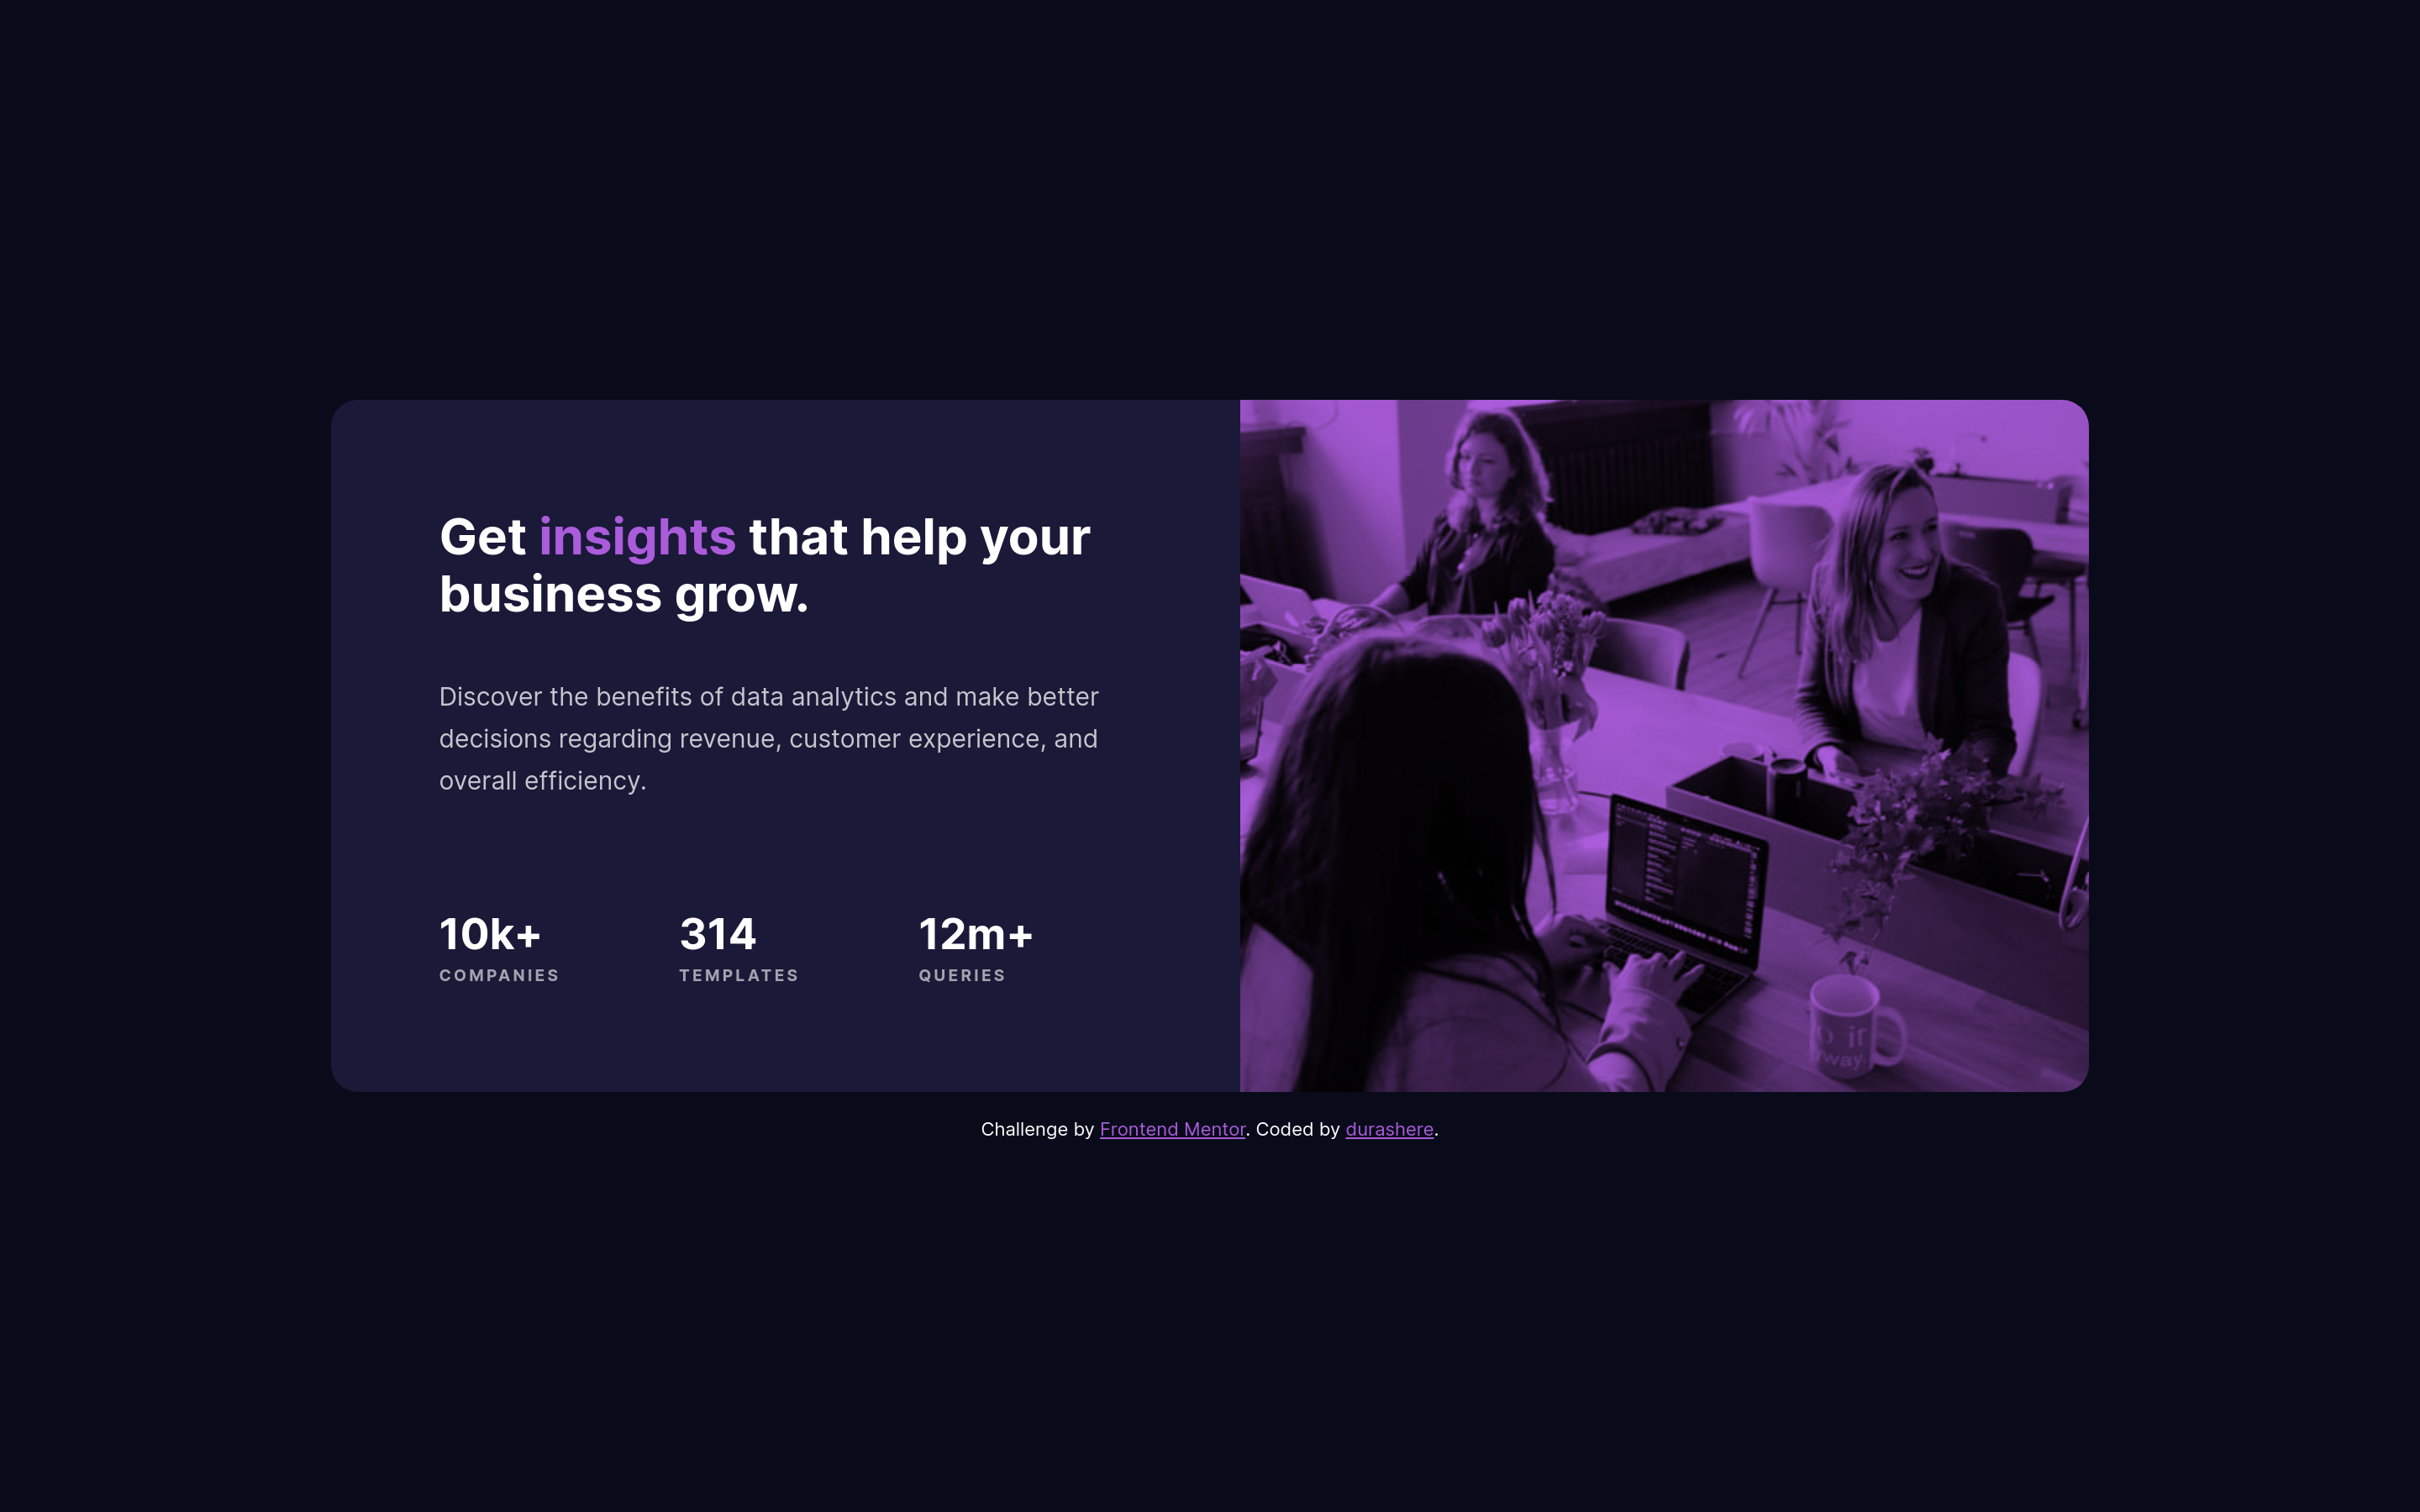 Get insights that help your
business grow.
Discover the benefits of data analytics and make better
decisions regarding revenue, customer experience, and
overall efficiency.
10k+
COMPANIES
314
TEMPLATES
12m+
QUERIES
way
Challenge by Frontend Mentor. Coded by durashere.